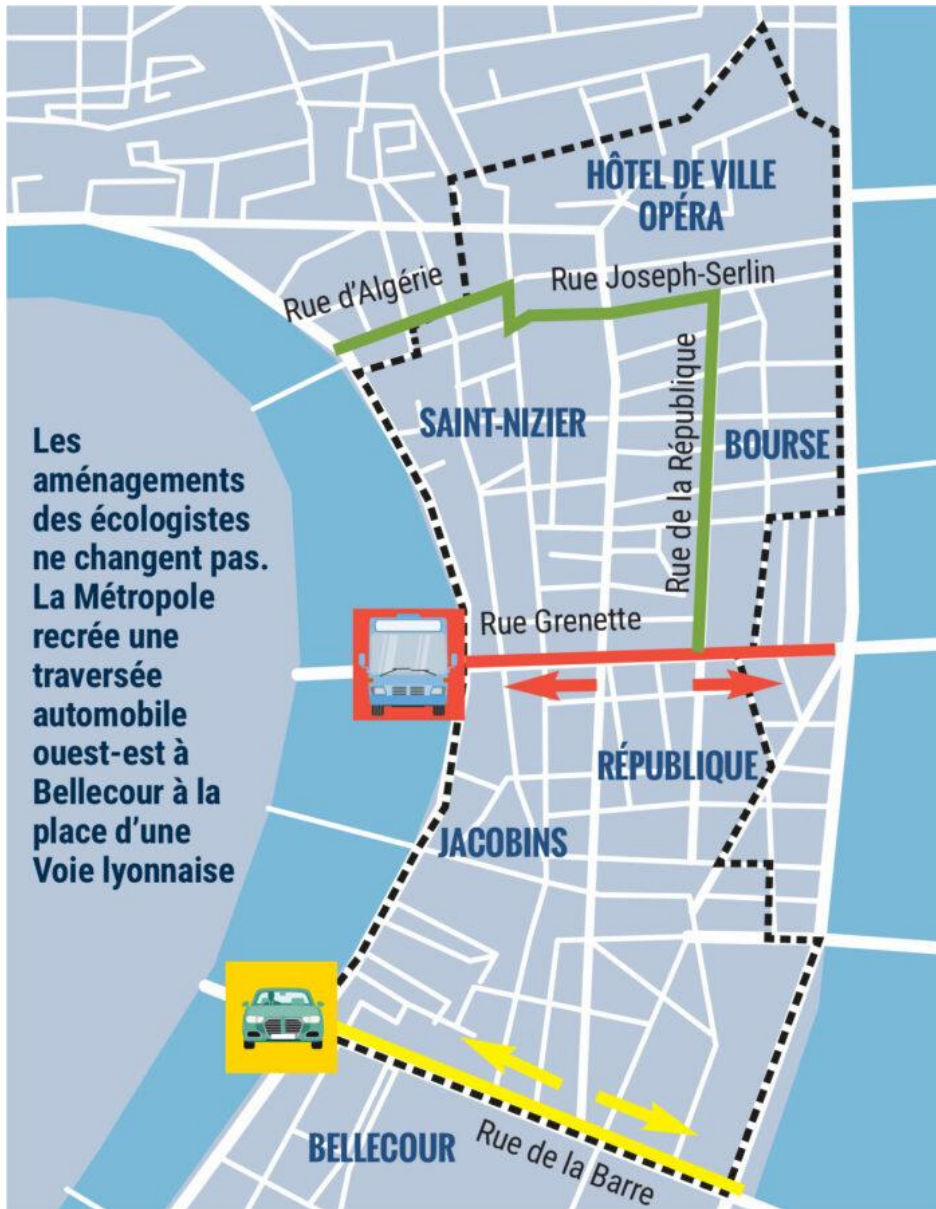 HÔTEL DE VILLE
OPÉRA
Rue d'Algérie
Rue Joseph-Serlin
Rue de la République
SAINT-NIZIER
BOURSE
Les
aménagements
des écologistes
ne changent pas.
La Métropole
recrée une
traversée
automobile
ouest-est à
Bellecour à la
place d'une
Voie lyonnaise
Rue Grenette
RÉPUBLIQUE
JACOBINS
BELLECOUR
Rue de la Barre